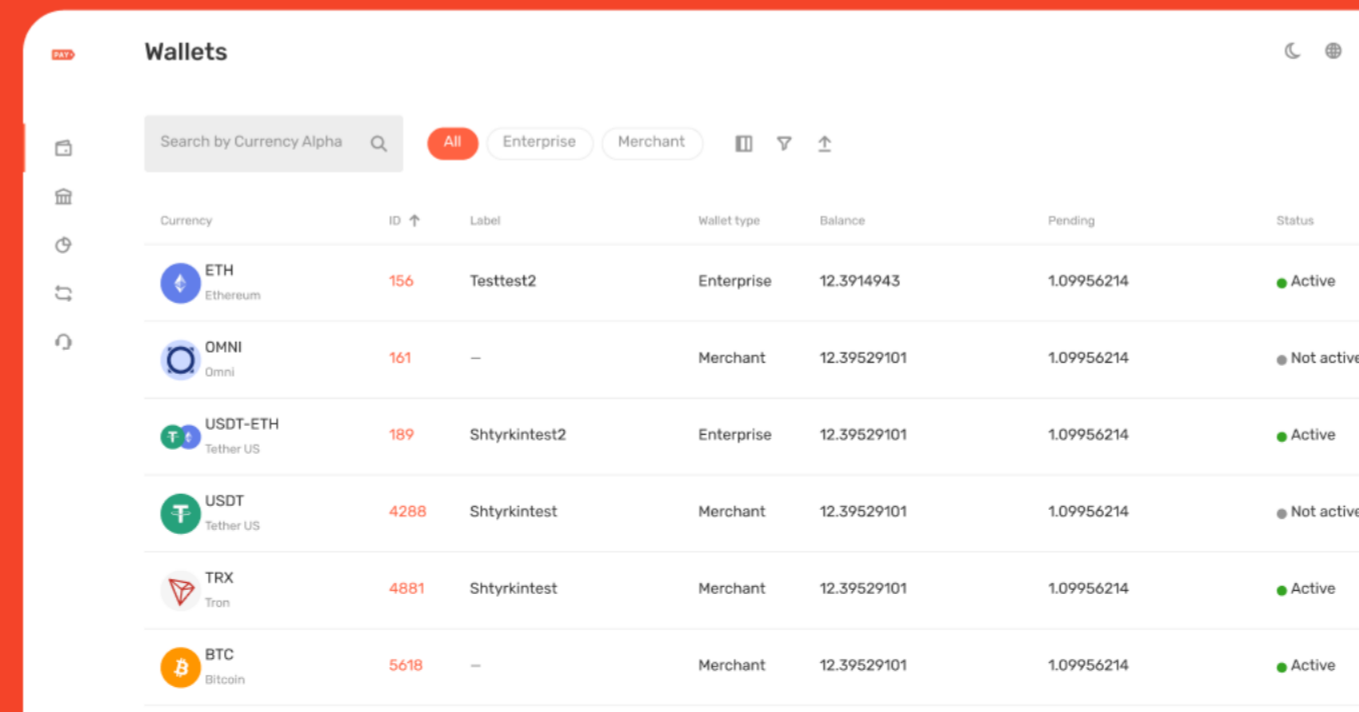 PAY
Wallets
Search by Currency Alpha All Enterprise Merchant
Currency ID Label Wallet type Balance Pending Status
ETH
Ethereum
156 Testtest2 Enterprise 12.3914943 1.09956214 Active
OMNI
Omni
161 — Merchant 12.39529101 1.09956214 Not active
USDT-ETH
Tether US
189 Shtyrkintest2 Enterprise 12.39529101 1.09956214 Active
USDT
Tether US
4288 Shtyrkintest Merchant 12.39529101 1.09956214 Not active
TRX
Tron
4881 Shtyrkintest Merchant 12.39529101 1.09956214 Active
BTC
Bitcoin
5618 — Merchant 12.39529101 1.09956214 Active